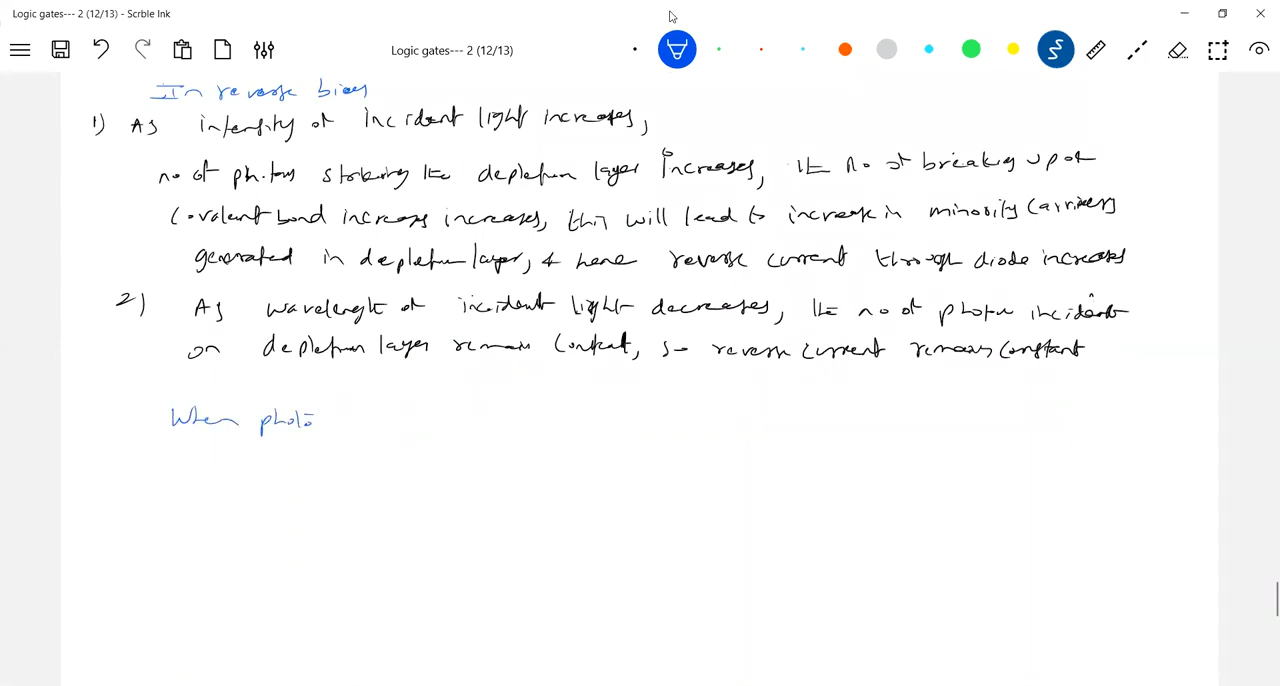 Logic gates--- 2 (12/13) - Scrble Ink
Logic gates--- 2 (12/13)
In reverse bias
1) As intensity of incident light increases,
no of photons striking the depletion layer increases, the no of breaking up of
covalent bond increases increases, this will lead to increase in minority carriers
generated in depletion layer, & hence reverse current through diode increases
2) As wavelength of incident light decreases, the no of photon incident
on depletion layer remain constant, so reverse current remains constant
When photo